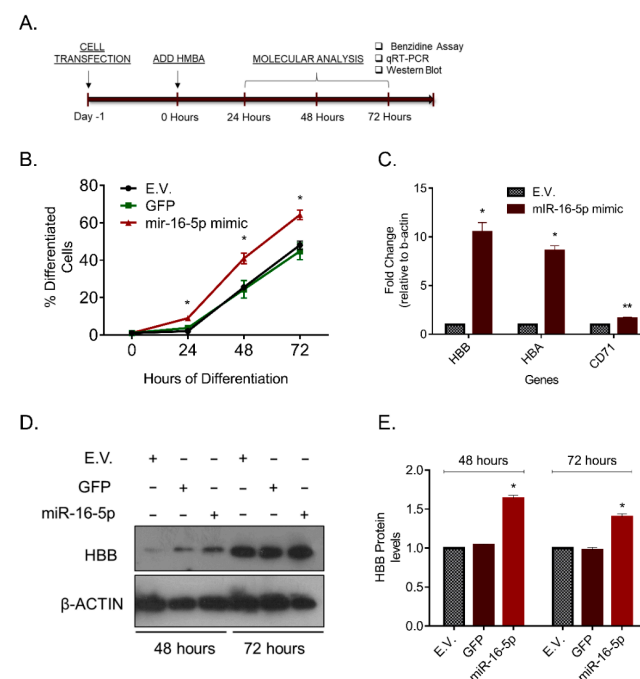 A.
CELL TRANSFECTION
ADD HMBA
MOLECULAR ANALYSIS
Benzidine Assay
qRT-PCR
Western Blot
Day -1
0 Hours
24 Hours
48 Hours
72 Hours
B.
E.V.
GFP
mir-16-5p mimic
% Differentiated
Cells
80
60
40
20
0
*
*
*
0 24 48 72
Hours of Differentiation
C.
E.V.
mIR-16-5p mimic
Fold Change
(relative to b-actin
15
10
5
0
*
*
**
HBB
HBA
CD71
Genes
D.
E.V. + − − + − −
GFP − + − − + −
miR-16-5p − − + − − +
HBB
β-ACTIN
48 hours 72 hours
E.
48 hours 72 hours
HBB Protein
levels
2.0
1.5
1.0
0.5
0.0
*
*
E.V.
GFP
miR-16-5p
E.V.
GFP
miR-16-5p